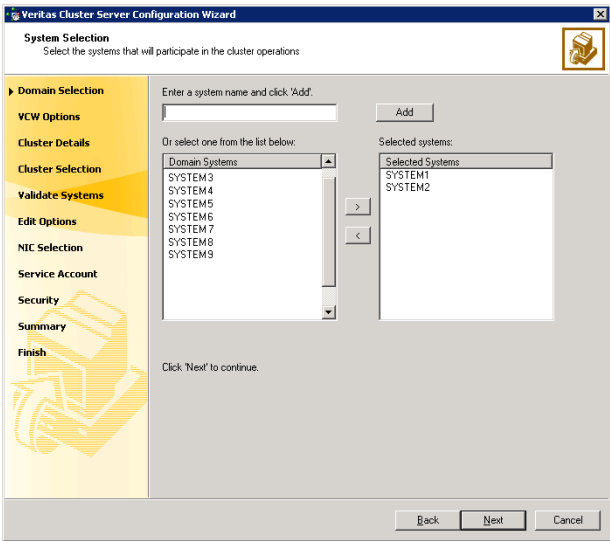 Veritas Cluster Server Configuration Wizard
System Selection
Select the systems that will participate in the cluster operations
Domain Selection
VCW Options
Cluster Details
Cluster Selection
Validate Systems
Edit Options
NIC Selection
Service Account
Security
Summary
Finish
Enter a system name and click 'Add'.
Add
Or select one from the list below:
Domain Systems
SYSTEM3
SYSTEM4
SYSTEM5
SYSTEM6
SYSTEM7
SYSTEM8
SYSTEM9
>
<
Selected systems:
Selected Systems
SYSTEM1
SYSTEM2
Click 'Next' to continue.
Back Next Cancel